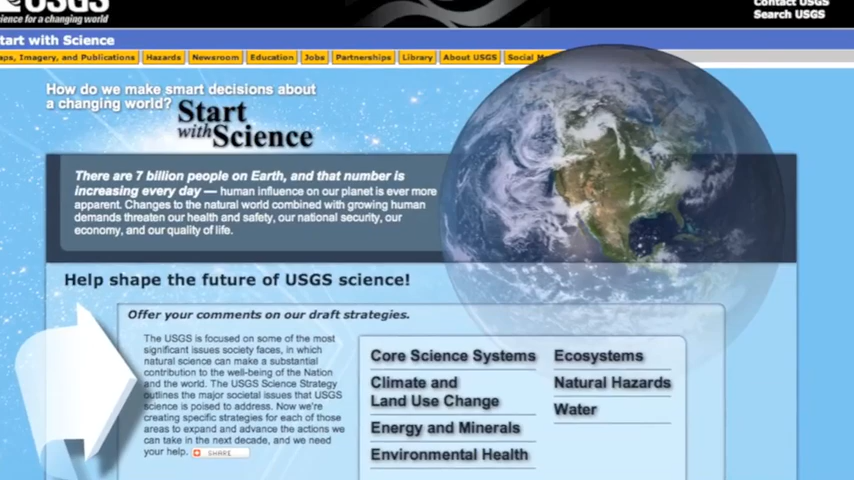 USGS
science for a changing world
Contact USGS
Search USGS
Start with Science
Maps, Imagery, and Publications Hazards Newsroom Education Jobs Partnerships Library About USGS Social
How do we make smart decisions about
a changing world?
Start
with Science
There are 7 billion people on Earth, and that number is
increasing every day — human influence on our planet is ever more
apparent. Changes to the natural world combined with growing human
demands threaten our health and safety, our national security, our
economy, and our quality of life.
Help shape the future of USGS science!
Offer your comments on our draft strategies.
The USGS is focused on some of the most
significant issues society faces, in which
natural science can make a substantial
contribution to the well-being of the Nation
and the world. The USGS Science Strategy
outlines the major societal issues that USGS
science is poised to address. Now we're
creating specific strategies for each of those
areas to expand and advance the actions we
can take in the next decade, and we need
your help. SHARE
Core Science Systems
Climate and
Land Use Change
Energy and Minerals
Environmental Health
Ecosystems
Natural Hazards
Water